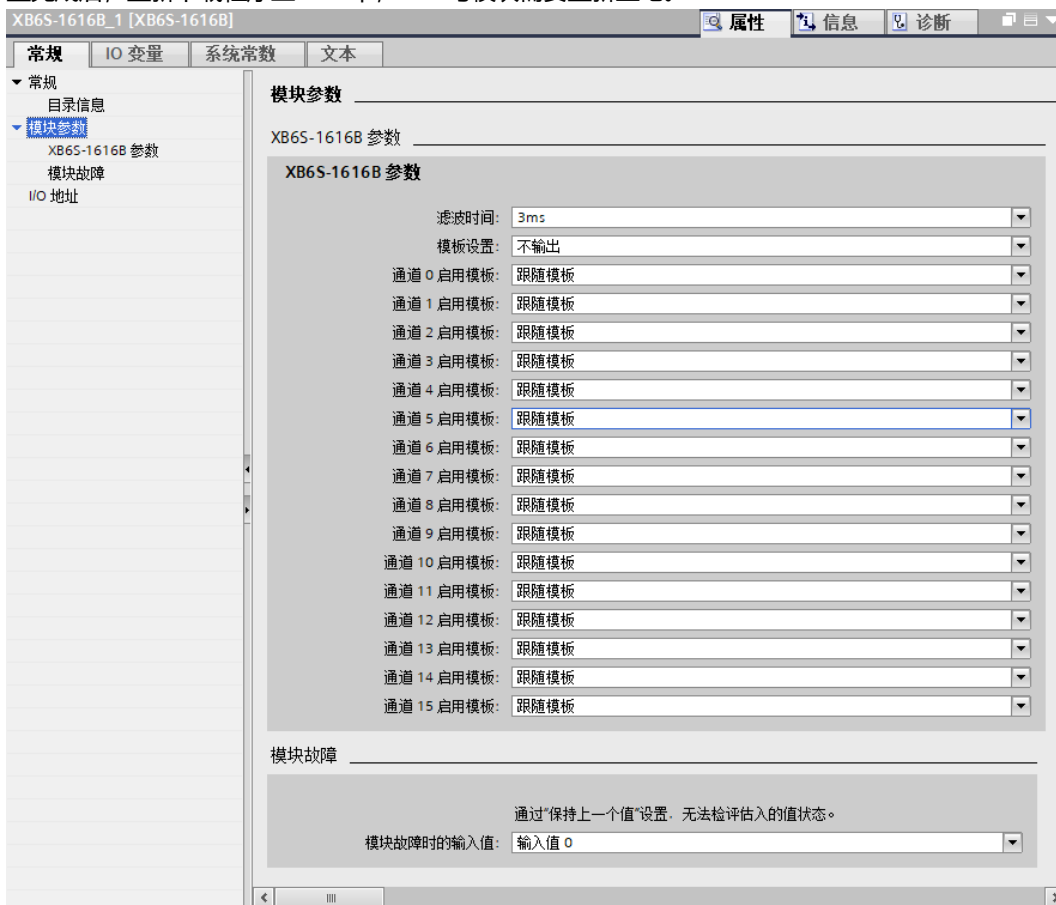 XB6S-1616B_1 [XB6S-1616B]
属性
信息
诊断
常规
IO 变量
系统常数
文本
常规
目录信息
模块参数
XB6S-1616B 参数
模块故障
I/O 地址
模块参数
XB6S-1616B 参数
XB6S-1616B 参数
滤波时间: 3ms
模板设置: 不输出
通道 0 启用模板: 跟随模板
通道 1 启用模板: 跟随模板
通道 2 启用模板: 跟随模板
通道 3 启用模板: 跟随模板
通道 4 启用模板: 跟随模板
通道 5 启用模板: 跟随模板
通道 6 启用模板: 跟随模板
通道 7 启用模板: 跟随模板
通道 8 启用模板: 跟随模板
通道 9 启用模板: 跟随模板
通道 10 启用模板: 跟随模板
通道 11 启用模板: 跟随模板
通道 12 启用模板: 跟随模板
通道 13 启用模板: 跟随模板
通道 14 启用模板: 跟随模板
通道 15 启用模板: 跟随模板
模块故障
通过"保持上一个值"设置，无法检评估入的值状态。
模块故障时的输入值: 输入值 0